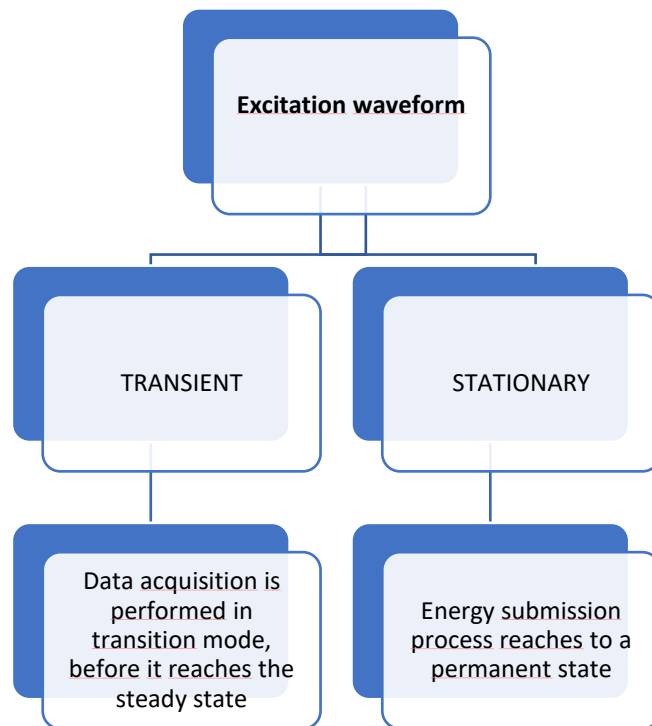 Excitation waveform
TRANSIENT
STATIONARY
Data acquisition is
performed in
transition mode,
before it reaches the
steady state
Energy submission
process reaches to a
permanent state